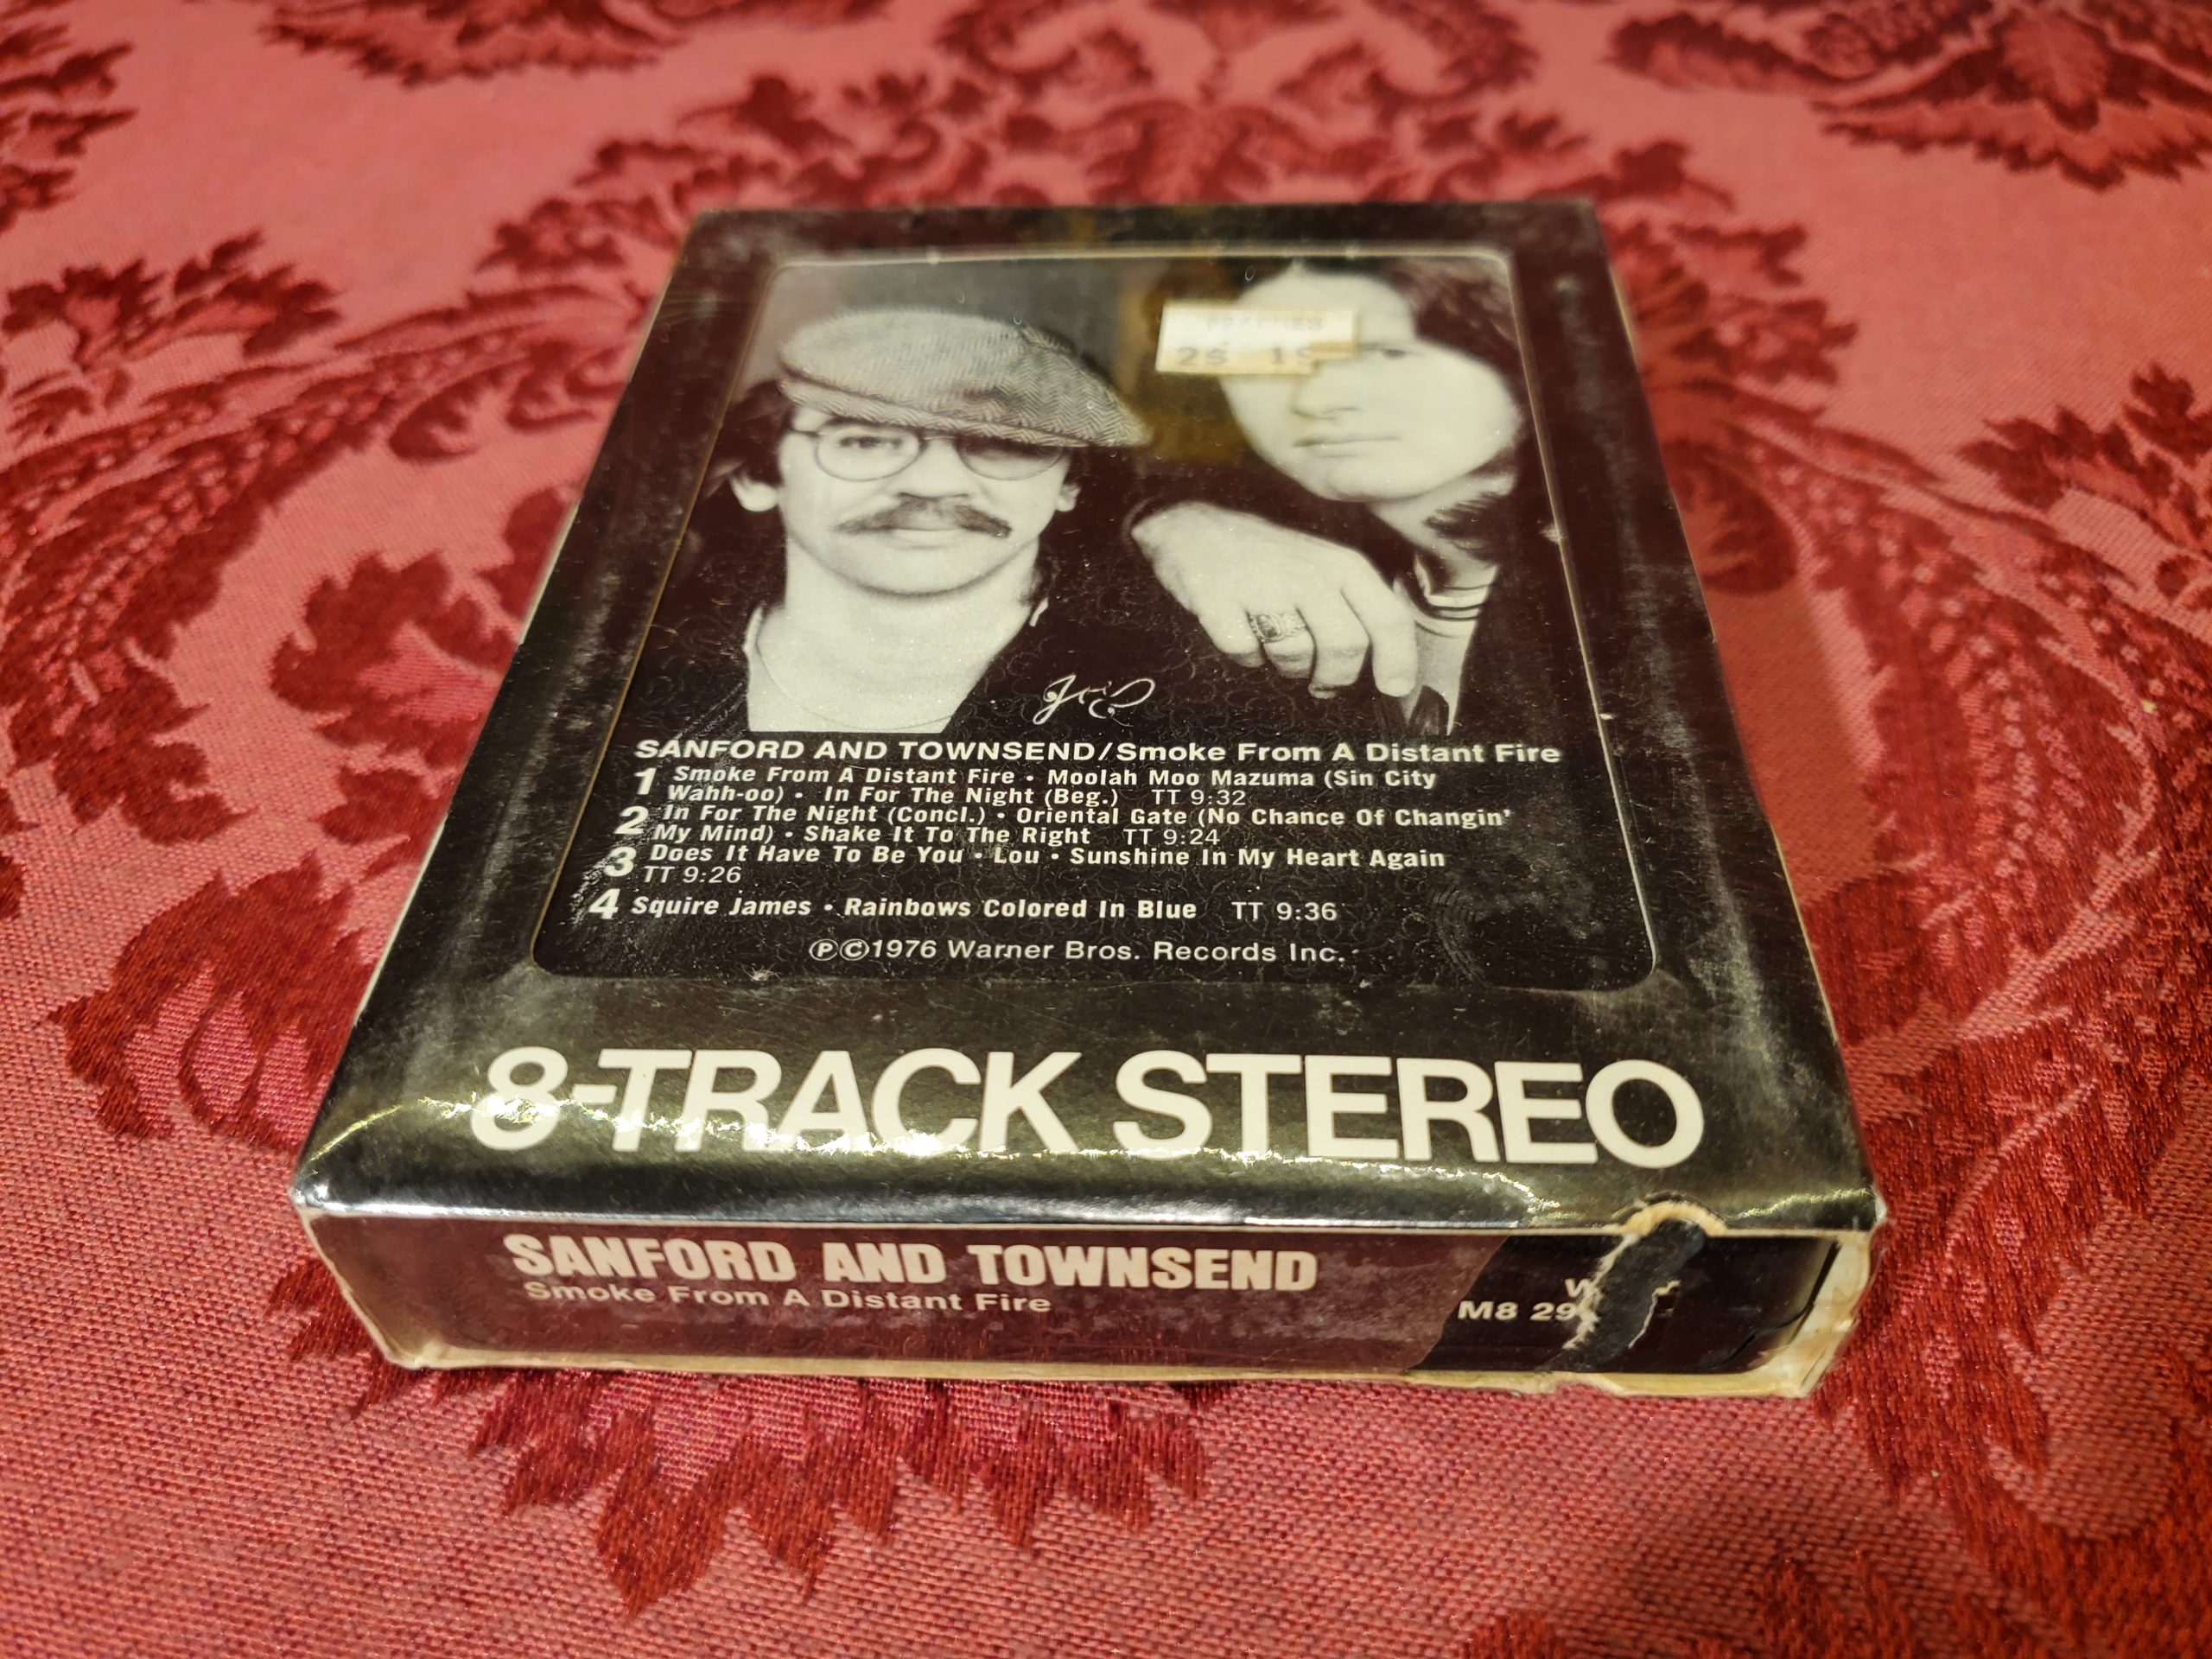 2$ 1$
SANFORD AND TOWNSEND/Smoke From A Distant Fire
1 Smoke From A Distant Fire • Moolah Moo Mazuma (Sin City
Wahh-oo) • In For The Night (Beg.) TT 9:32
2 In For The Night (Concl.) • Oriental Gate (No Chance Of Changin'
My Mind) • Shake It To The Right TT 9:24
3 Does It Have To Be You • Lou • Sunshine In My Heart Again
TT 9:26
4 Squire James • Rainbows Colored In Blue TT 9:36
Ⓟ©1976 Warner Bros. Records Inc.
8-TRACK STEREO
SANFORD AND TOWNSEND
Smoke From A Distant Fire
M8 29